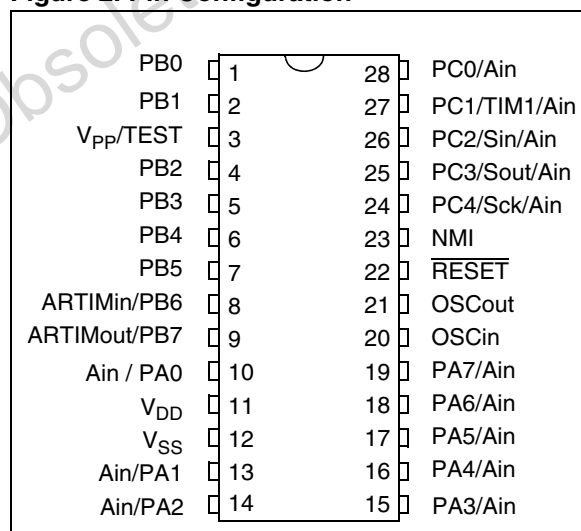 Figure 2. Pin Configuration
obsolete
PB0 1 28 PC0/Ain
PB1 2 27 PC1/TIM1/Ain
VPP/TEST 3 26 PC2/Sin/Ain
PB2 4 25 PC3/Sout/Ain
PB3 5 24 PC4/Sck/Ain
PB4 6 23 NMI
PB5 7 22 RESET
ARTIMin/PB6 8 21 OSCout
ARTIMout/PB7 9 20 OSCin
Ain / PA0 10 19 PA7/Ain
VDD 11 18 PA6/Ain
VSS 12 17 PA5/Ain
Ain/PA1 13 16 PA4/Ain
Ain/PA2 14 15 PA3/Ain